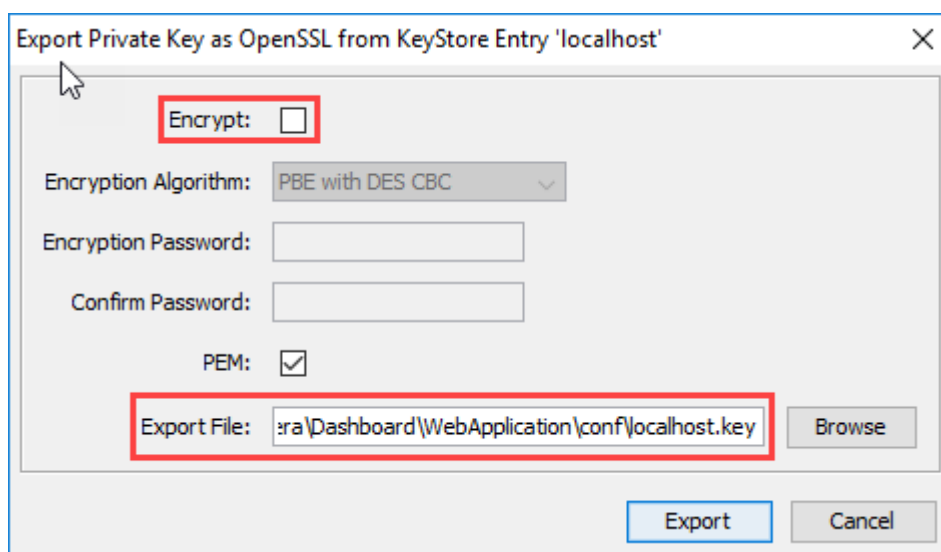 Export Private Key as OpenSSL from KeyStore Entry 'localhost'
Encrypt:
Encryption Algorithm: PBE with DES CBC
Encryption Password:
Confirm Password:
PEM:
Export File: era\Dashboard\WebApplication\conf\localhost.key Browse
Export Cancel